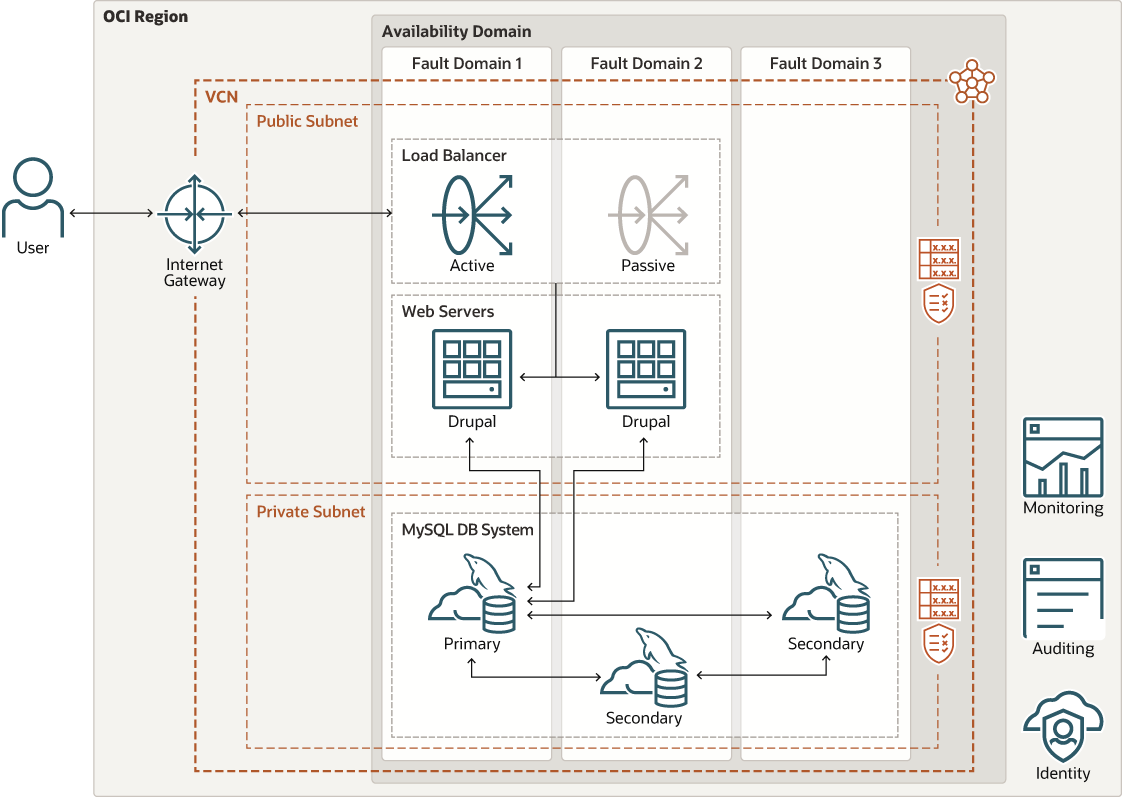 OCI Region
Availability Domain
Fault Domain 1
Fault Domain 2
Fault Domain 3
VCN
Public Subnet
Load Balancer
Active
Passive
User
Internet
Gateway
x.x.x.
x.x.x.
x.x.x.
Web Servers
Drupal
Drupal
Private Subnet
MySQL DB System
Primary
Secondary
Secondary
x.x.x.
x.x.x.
x.x.x.
Monitoring
Auditing
Identity